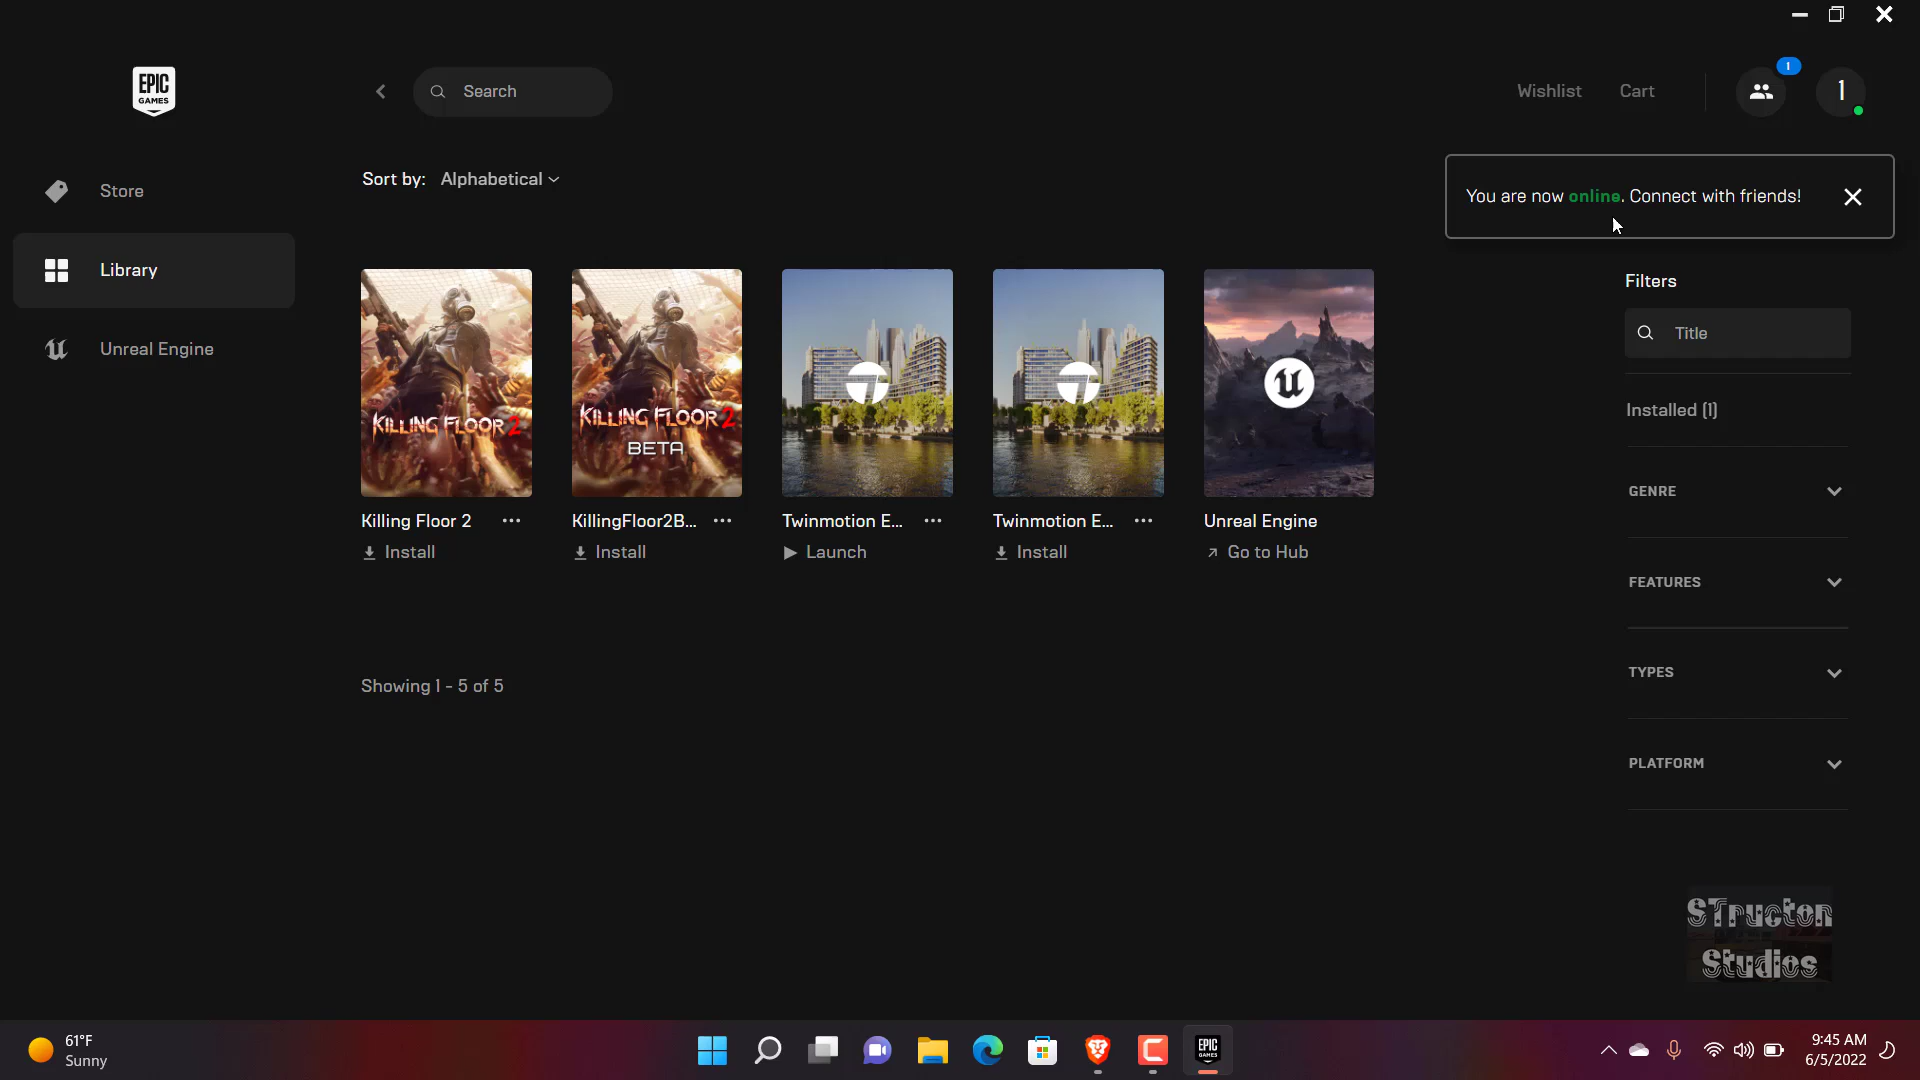 EPIC
GAMES
Search
Wishlist
Cart
1
1
Store
Library
Unreal Engine
Sort by: Alphabetical
You are now online. Connect with friends!
KILLING FLOOR 2
KILLING FLOOR 2
BETA
Killing Floor 2 ...
Install
KillingFloor2B... ...
Install
Twinmotion E... ...
Launch
Twinmotion E... ...
Install
Unreal Engine
Go to Hub
Showing 1 - 5 of 5
Filters
Title
Installed (1)
GENRE
FEATURES
TYPES
PLATFORM
STructon
Studios
61°F
Sunny
EPIC
GAMES
9:45 AM
6/5/2022